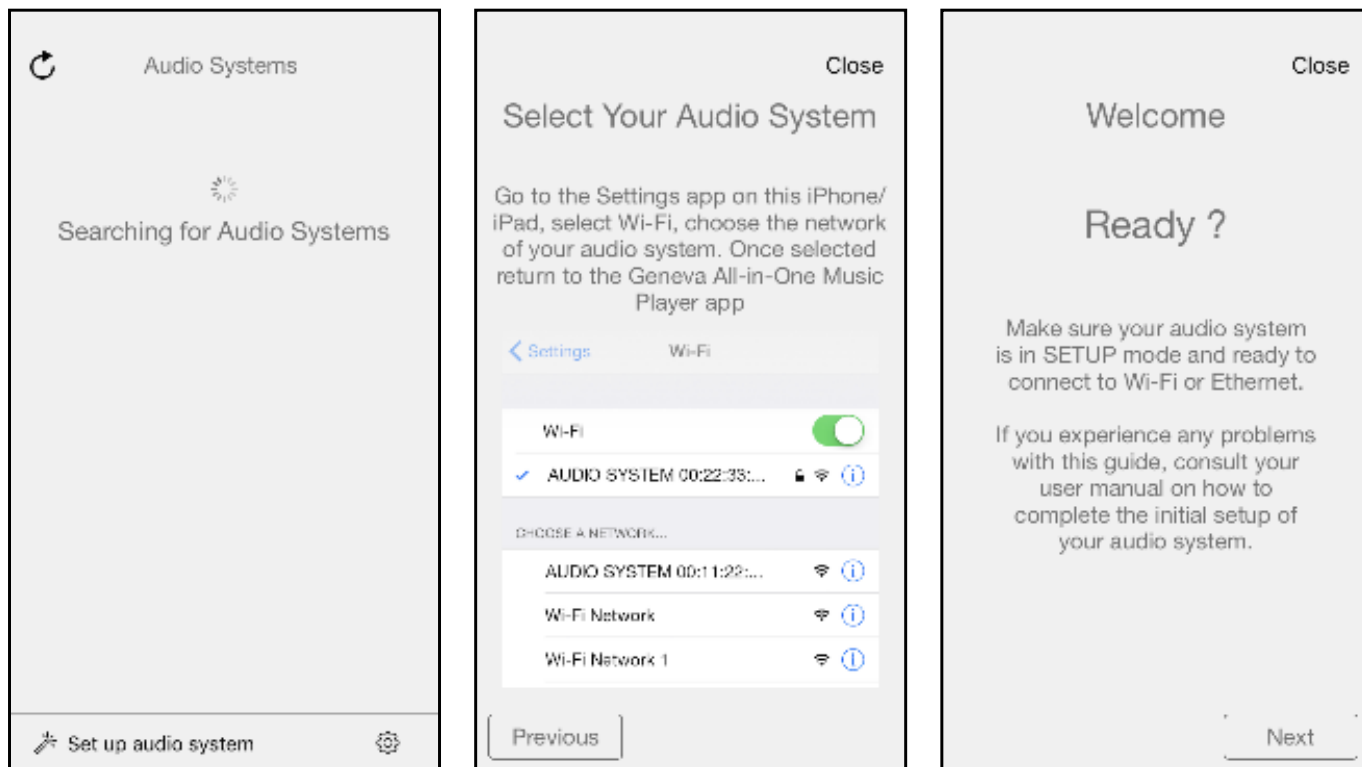 Audio Systems
Searching for Audio Systems
Set up audio system
Close
Select Your Audio System
Go to the Settings app on this iPhone/
iPad, select Wi-Fi, choose the network
of your audio system. Once selected
return to the Geneva All-in-One Music
Player app
Settings
Wi-Fi
Wi-Fi
AUDIO SYSTEM 00:22:33:...
CHOOSE A NETWORK...
AUDIO SYSTEM 00:11:22:...
Wi-Fi Network
Wi-Fi Network 1
Previous
Close
Welcome
Ready ?
Make sure your audio system
is in SETUP mode and ready to
connect to Wi-Fi or Ethernet.
If you experience any problems
with this guide, consult your
user manual on how to
complete the initial setup of
your audio system.
Next